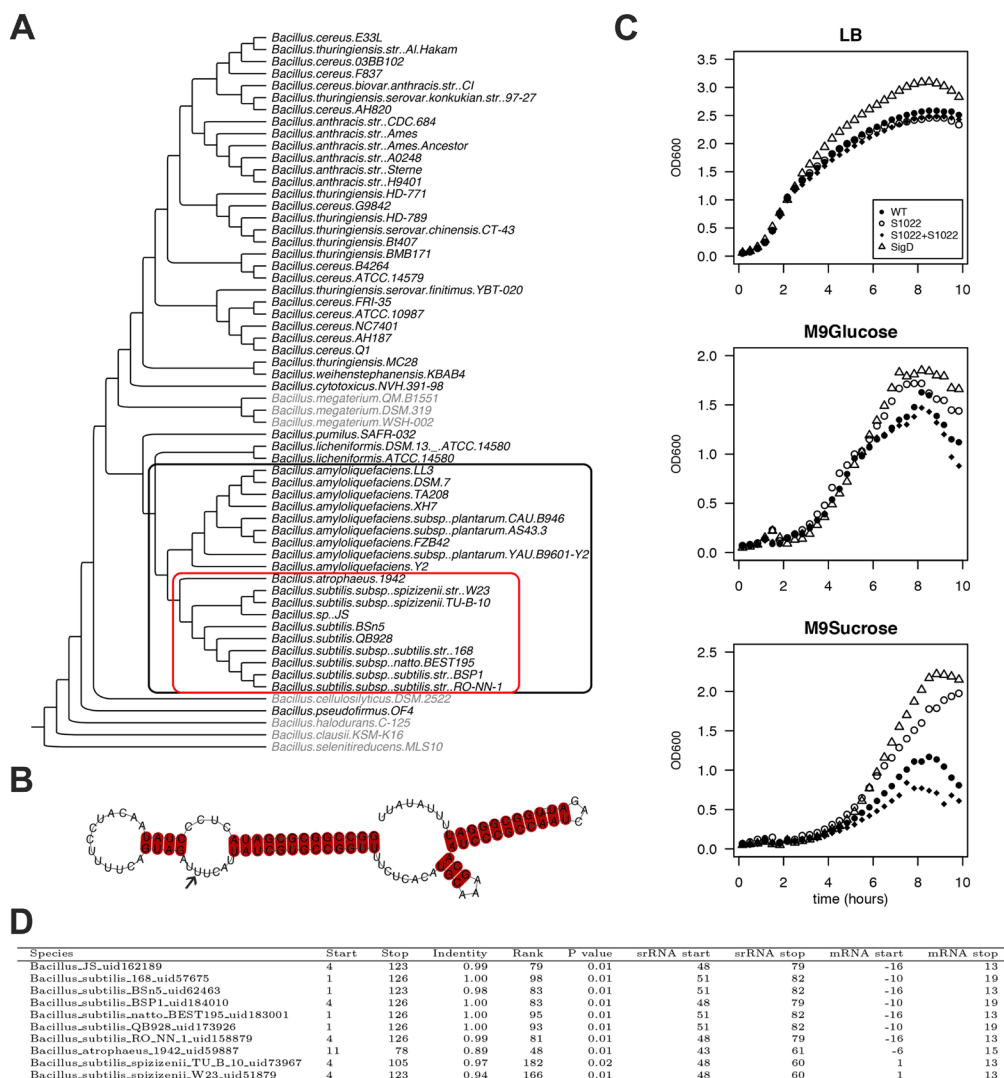 A
Bacillus.cereus.E33L
Bacillus.thuringiensis.str..Al.Hakam
Bacillus.cereus.03BB102
Bacillus.cereus.F837
Bacillus.cereus.biovar.anthracis.str..CI
Bacillus.thuringiensis.serovar.konkukian.str..97-27
Bacillus.cereus.AH820
Bacillus.anthracis.str..CDC.684
Bacillus.anthracis.str..Ames
Bacillus.anthracis.str..Ames.Ancestor
Bacillus.anthracis.str..A0248
Bacillus.anthracis.str..Sterne
Bacillus.anthracis.str..H9401
Bacillus.thuringiensis.HD-771
Bacillus.cereus.G9842
Bacillus.thuringiensis.HD-789
Bacillus.thuringiensis.serovar.chinensis.CT-43
Bacillus.thuringiensis.Bt407
Bacillus.thuringiensis.BMB171
Bacillus.cereus.B4264
Bacillus.cereus.ATCC.14579
Bacillus.thuringiensis.serovar.finitimus.YBT-020
Bacillus.cereus.FRI-35
Bacillus.cereus.ATCC.10987
Bacillus.cereus.NC7401
Bacillus.cereus.AH187
Bacillus.cereus.Q1
Bacillus.thuringiensis.MC28
Bacillus.weihenstephanensis.KBAB4
Bacillus.cytotoxicus.NVH.391-98
Bacillus.megaterium.QM.B1551
Bacillus.megaterium.DSM.319
Bacillus.megaterium.WSH-002
Bacillus.pumilus.SAFR-032
Bacillus.licheniformis.DSM.13._.ATCC.14580
Bacillus.licheniformis.ATCC.14580
Bacillus.amyloliquefaciens.LL3
Bacillus.amyloliquefaciens.DSM.7
Bacillus.amyloliquefaciens.TA208
Bacillus.amyloliquefaciens.XH7
Bacillus.amyloliquefaciens.subsp..plantarum.CAU.B946
Bacillus.amyloliquefaciens.subsp..plantarum.AS43.3
Bacillus.amyloliquefaciens.FZB42
Bacillus.amyloliquefaciens.subsp..plantarum.YAU.B9601-Y2
Bacillus.amyloliquefaciens.Y2
Bacillus.atrophaeus.1942
Bacillus.subtilis.subsp..spizizenii.str..W23
Bacillus.subtilis.subsp..spizizenii.TU-B-10
Bacillus.sp..JS
Bacillus.subtilis.BSn5
Bacillus.subtilis.QB928
Bacillus.subtilis.subsp..subtilis.str..168
Bacillus.subtilis.subsp..natto.BEST195
Bacillus.subtilis.subsp..subtilis.str..BSP1
Bacillus.subtilis.subsp..subtilis.str..RO-NN-1
Bacillus.cellulosilyticus.DSM.2522
Bacillus.pseudofirmus.OF4
Bacillus.halodurans.C-125
Bacillus.clausii.KSM-K16
Bacillus.selenitireducens.MLS10
B
C
LB
OD600
3.5
3.0
2.5
2.0
1.5
1.0
0.5
0.0
WT
S1022
S1022+S1022
SigD
0 2 4 6 8 10
M9Glucose
OD600
2.0
1.5
1.0
0.5
0.0
0 2 4 6 8 10
M9Sucrose
OD600
2.5
2.0
1.5
1.0
0.5
0.0
0 2 4 6 8 10
time (hours)
D
Species Start Stop Indentity Rank P value srRNA start srRNA stop mRNA start mRNA stop
Bacillus_JS_uid162189 4 123 0.99 79 0.01 48 79 -16 13
Bacillus_subtilis_168_uid57675 1 126 1.00 98 0.01 51 82 -10 19
Bacillus_subtilis_BSn5_uid62463 1 123 0.98 83 0.01 51 82 -16 13
Bacillus_subtilis_BSP1_uid184010 4 126 1.00 83 0.01 48 79 -10 19
Bacillus_subtilis_natto_BEST195_uid183001 1 126 1.00 95 0.01 51 82 -16 13
Bacillus_subtilis_QB928_uid173926 1 126 1.00 93 0.01 51 82 -10 19
Bacillus_subtilis_RO_NN_1_uid158879 4 126 0.99 81 0.01 48 79 -16 13
Bacillus_atrophaeus_1942_uid59887 11 78 0.89 48 0.01 43 61 -6 15
Bacillus_subtilis_spizizenii_TU_B_10_uid73967 4 105 0.97 182 0.02 48 60 1 13
Bacillus_subtilis_spizizenii_W23_uid51879 4 123 0.94 166 0.01 48 60 1 13